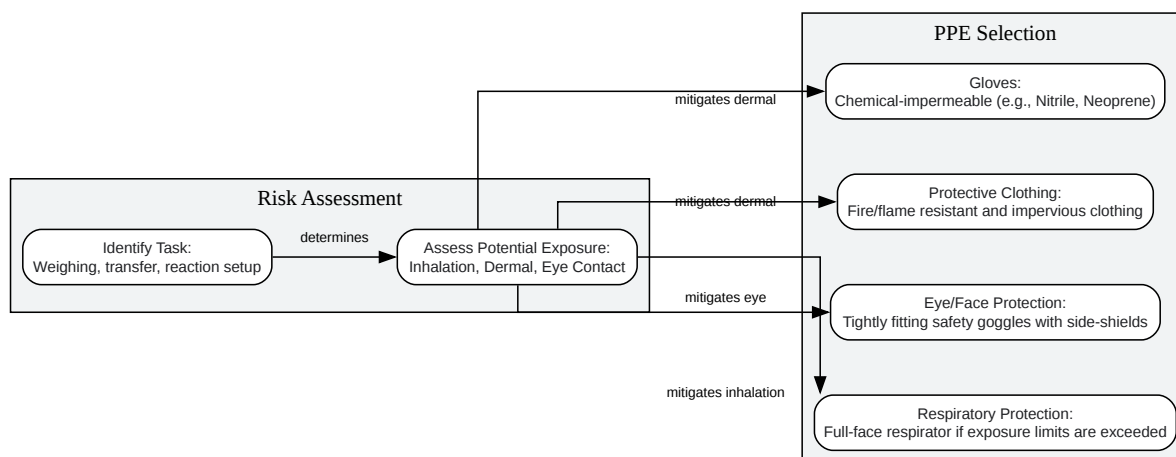 PPE Selection
Gloves:
Chemical-impermeable (e.g., Nitrile, Neoprene)
mitigates dermal
Risk Assessment
Protective Clothing:
Fire/flame resistant and impervious clothing
mitigates dermal
Identify Task:
Weighing, transfer, reaction setup
determines
Assess Potential Exposure:
Inhalation, Dermal, Eye Contact
mitigates eye
Eye/Face Protection:
Tightly fitting safety goggles with side-shields
mitigates inhalation
Respiratory Protection:
Full-face respirator if exposure limits are exceeded